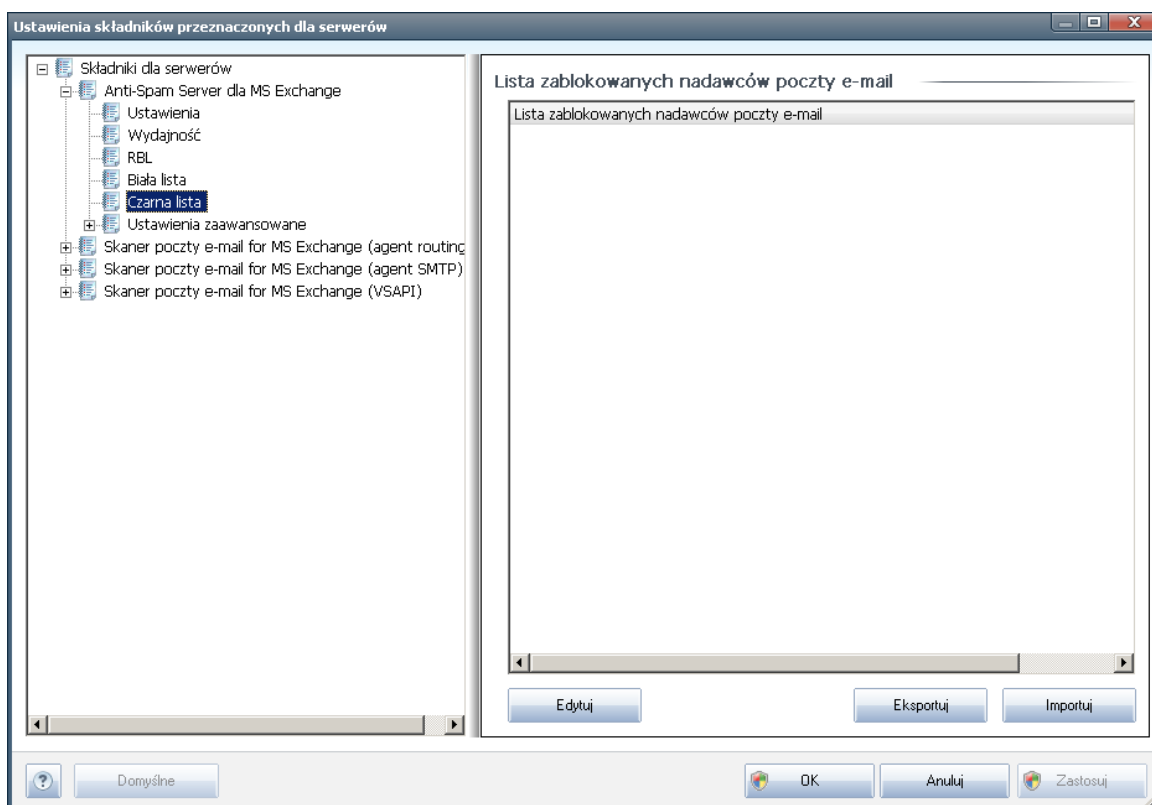 Ustawienia składników przeznaczonych dla serwerów
Składniki dla serwerów
Anti-Spam Server dla MS Exchange
Ustawienia
Wydajność
RBL
Biała lista
Czarna lista
Ustawienia zaawansowane
Skaner poczty e-mail for MS Exchange (agent routing
Skaner poczty e-mail for MS Exchange (agent SMTP)
Skaner poczty e-mail for MS Exchange (VSAPI)
Lista zablokowanych nadawców poczty e-mail
Lista zablokowanych nadawców poczty e-mail
Edytuj
Eksportuj
Importuj
? Domyślne
OK
Anuluj
Zastosuj